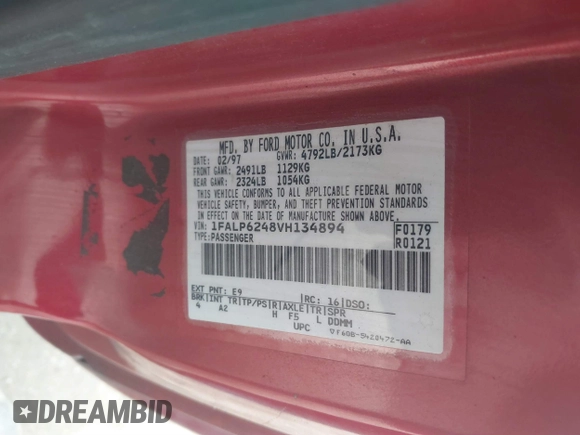 MFD. BY FORD MOTOR CO. IN U.S.A.
DATE: 02/97 GVWR: 4792LB/2173KG
FRONT GAWR: 2491LB 1129KG
REAR GAWR: 2324LB 1054KG
THIS VEHICLE CONFORMS TO ALL APPLICABLE FEDERAL MOTOR
VEHICLE SAFETY, BUMPER, AND THEFT PREVENTION STANDARDS
IN EFFECT ON THE DATE OF MANUFACTURE SHOWN ABOVE.
VIN: 1FALP6248VH134894 F0179
TYPE: PASSENGER R0121
EXT PNT: E9 RC: 16 DSO:
BRK INT TR TP/PS R AXLE TR SPR
4 A2 H F5 L DDMM
UPC
DREAMBID